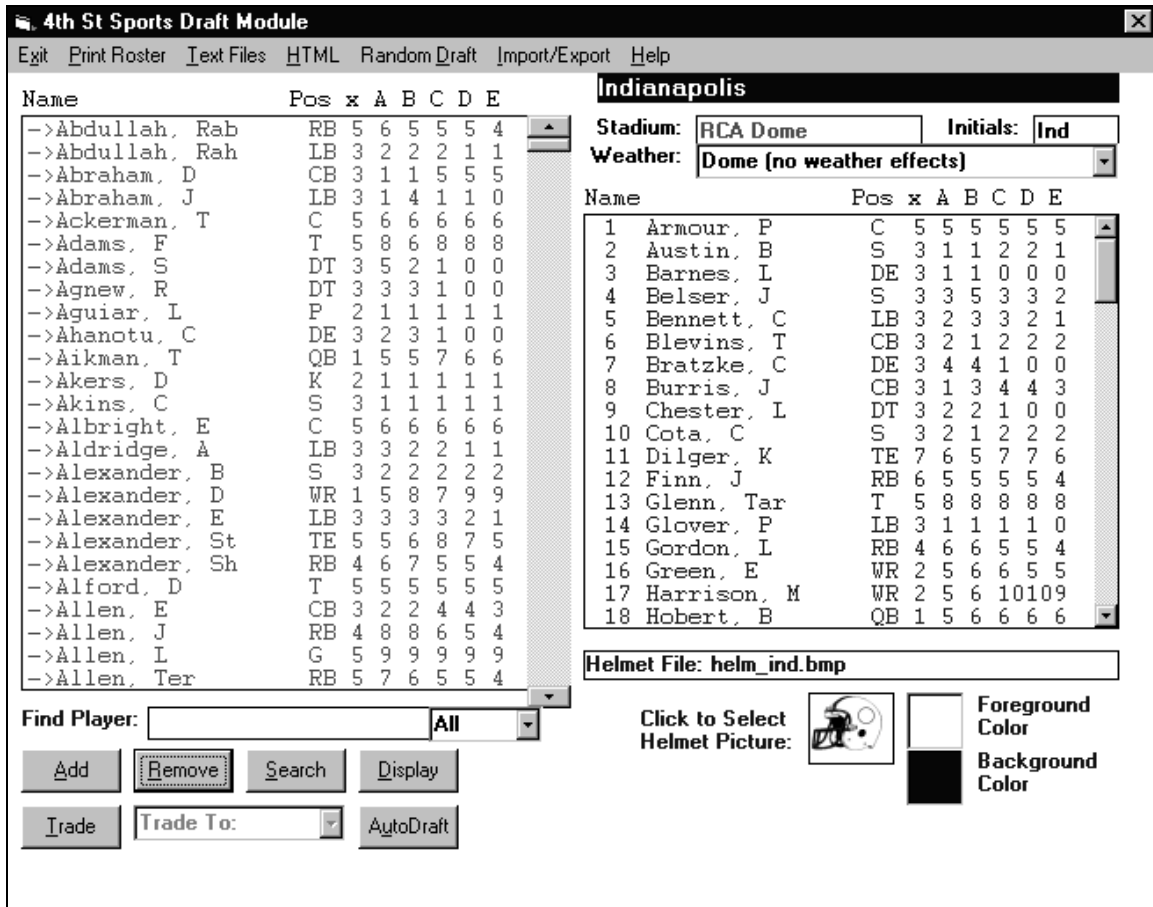 4th St Sports Draft Module
Exit Print Roster Text Files HTML Random Draft Import/Export Help
Name Pos x A B C D E
->Abdullah, Rab RB 5 6 5 5 5 4
->Abdullah, Rah LB 3 2 2 2 1 1
->Abraham, D CB 3 1 1 5 5 5
->Abraham, J LB 3 1 4 1 1 0
->Ackerman, T C 5 6 6 6 6 6
->Adams, F T 5 8 6 8 8 8
->Adams, S DT 3 5 2 1 0 0
->Agnew, R DT 3 3 3 1 0 0
->Aguiar, L P 2 1 1 1 1 1
->Ahanotu, C DE 3 2 3 1 0 0
->Aikman, T QB 1 5 5 7 6 6
->Akers, D K 2 1 1 1 1 1
->Akins, C S 3 1 1 1 1 1
->Albright, E C 5 6 6 6 6 6
->Aldridge, A LB 3 3 2 2 1 1
->Alexander, B S 3 2 2 2 2 2
->Alexander, D WR 1 5 8 7 9 9
->Alexander, E LB 3 3 3 3 2 1
->Alexander, St TE 5 5 6 8 7 5
->Alexander, Sh RB 4 6 7 5 5 4
->Alford, D T 5 5 5 5 5 5
->Allen, E CB 3 2 2 4 4 3
->Allen, J RB 4 8 8 6 5 4
->Allen, L G 5 9 9 9 9 9
->Allen, Ter RB 5 7 6 5 5 4
Find Player: All
Add Remove Search Display
Trade Trade To: AutoDraft
Indianapolis
Stadium: RCA Dome Initials: Ind
Weather: Dome (no weather effects)
Name Pos x A B C D E
1 Armour, P C 5 5 5 5 5 5
2 Austin, B S 3 1 1 2 2 1
3 Barnes, L DE 3 1 1 0 0 0
4 Belser, J S 3 3 5 3 3 2
5 Bennett, C LB 3 2 3 3 2 1
6 Blevins, T CB 3 2 1 2 2 2
7 Bratzke, C DE 3 4 4 1 0 0
8 Burris, J CB 3 1 3 4 4 3
9 Chester, L DT 3 2 2 1 0 0
10 Cota, C S 3 2 1 2 2 2
11 Dilger, K TE 7 6 5 7 7 6
12 Finn, J RB 6 5 5 5 5 4
13 Glenn, Tar T 5 8 8 8 8 8
14 Glover, P LB 3 1 1 1 1 0
15 Gordon, L RB 4 6 6 5 5 4
16 Green, E WR 2 5 6 6 5 5
17 Harrison, M WR 2 5 6 10109
18 Hobert, B QB 1 5 6 6 6 6
Helmet File: helm_ind.bmp
Click to Select
Helmet Picture:
Foreground
Color
Background
Color